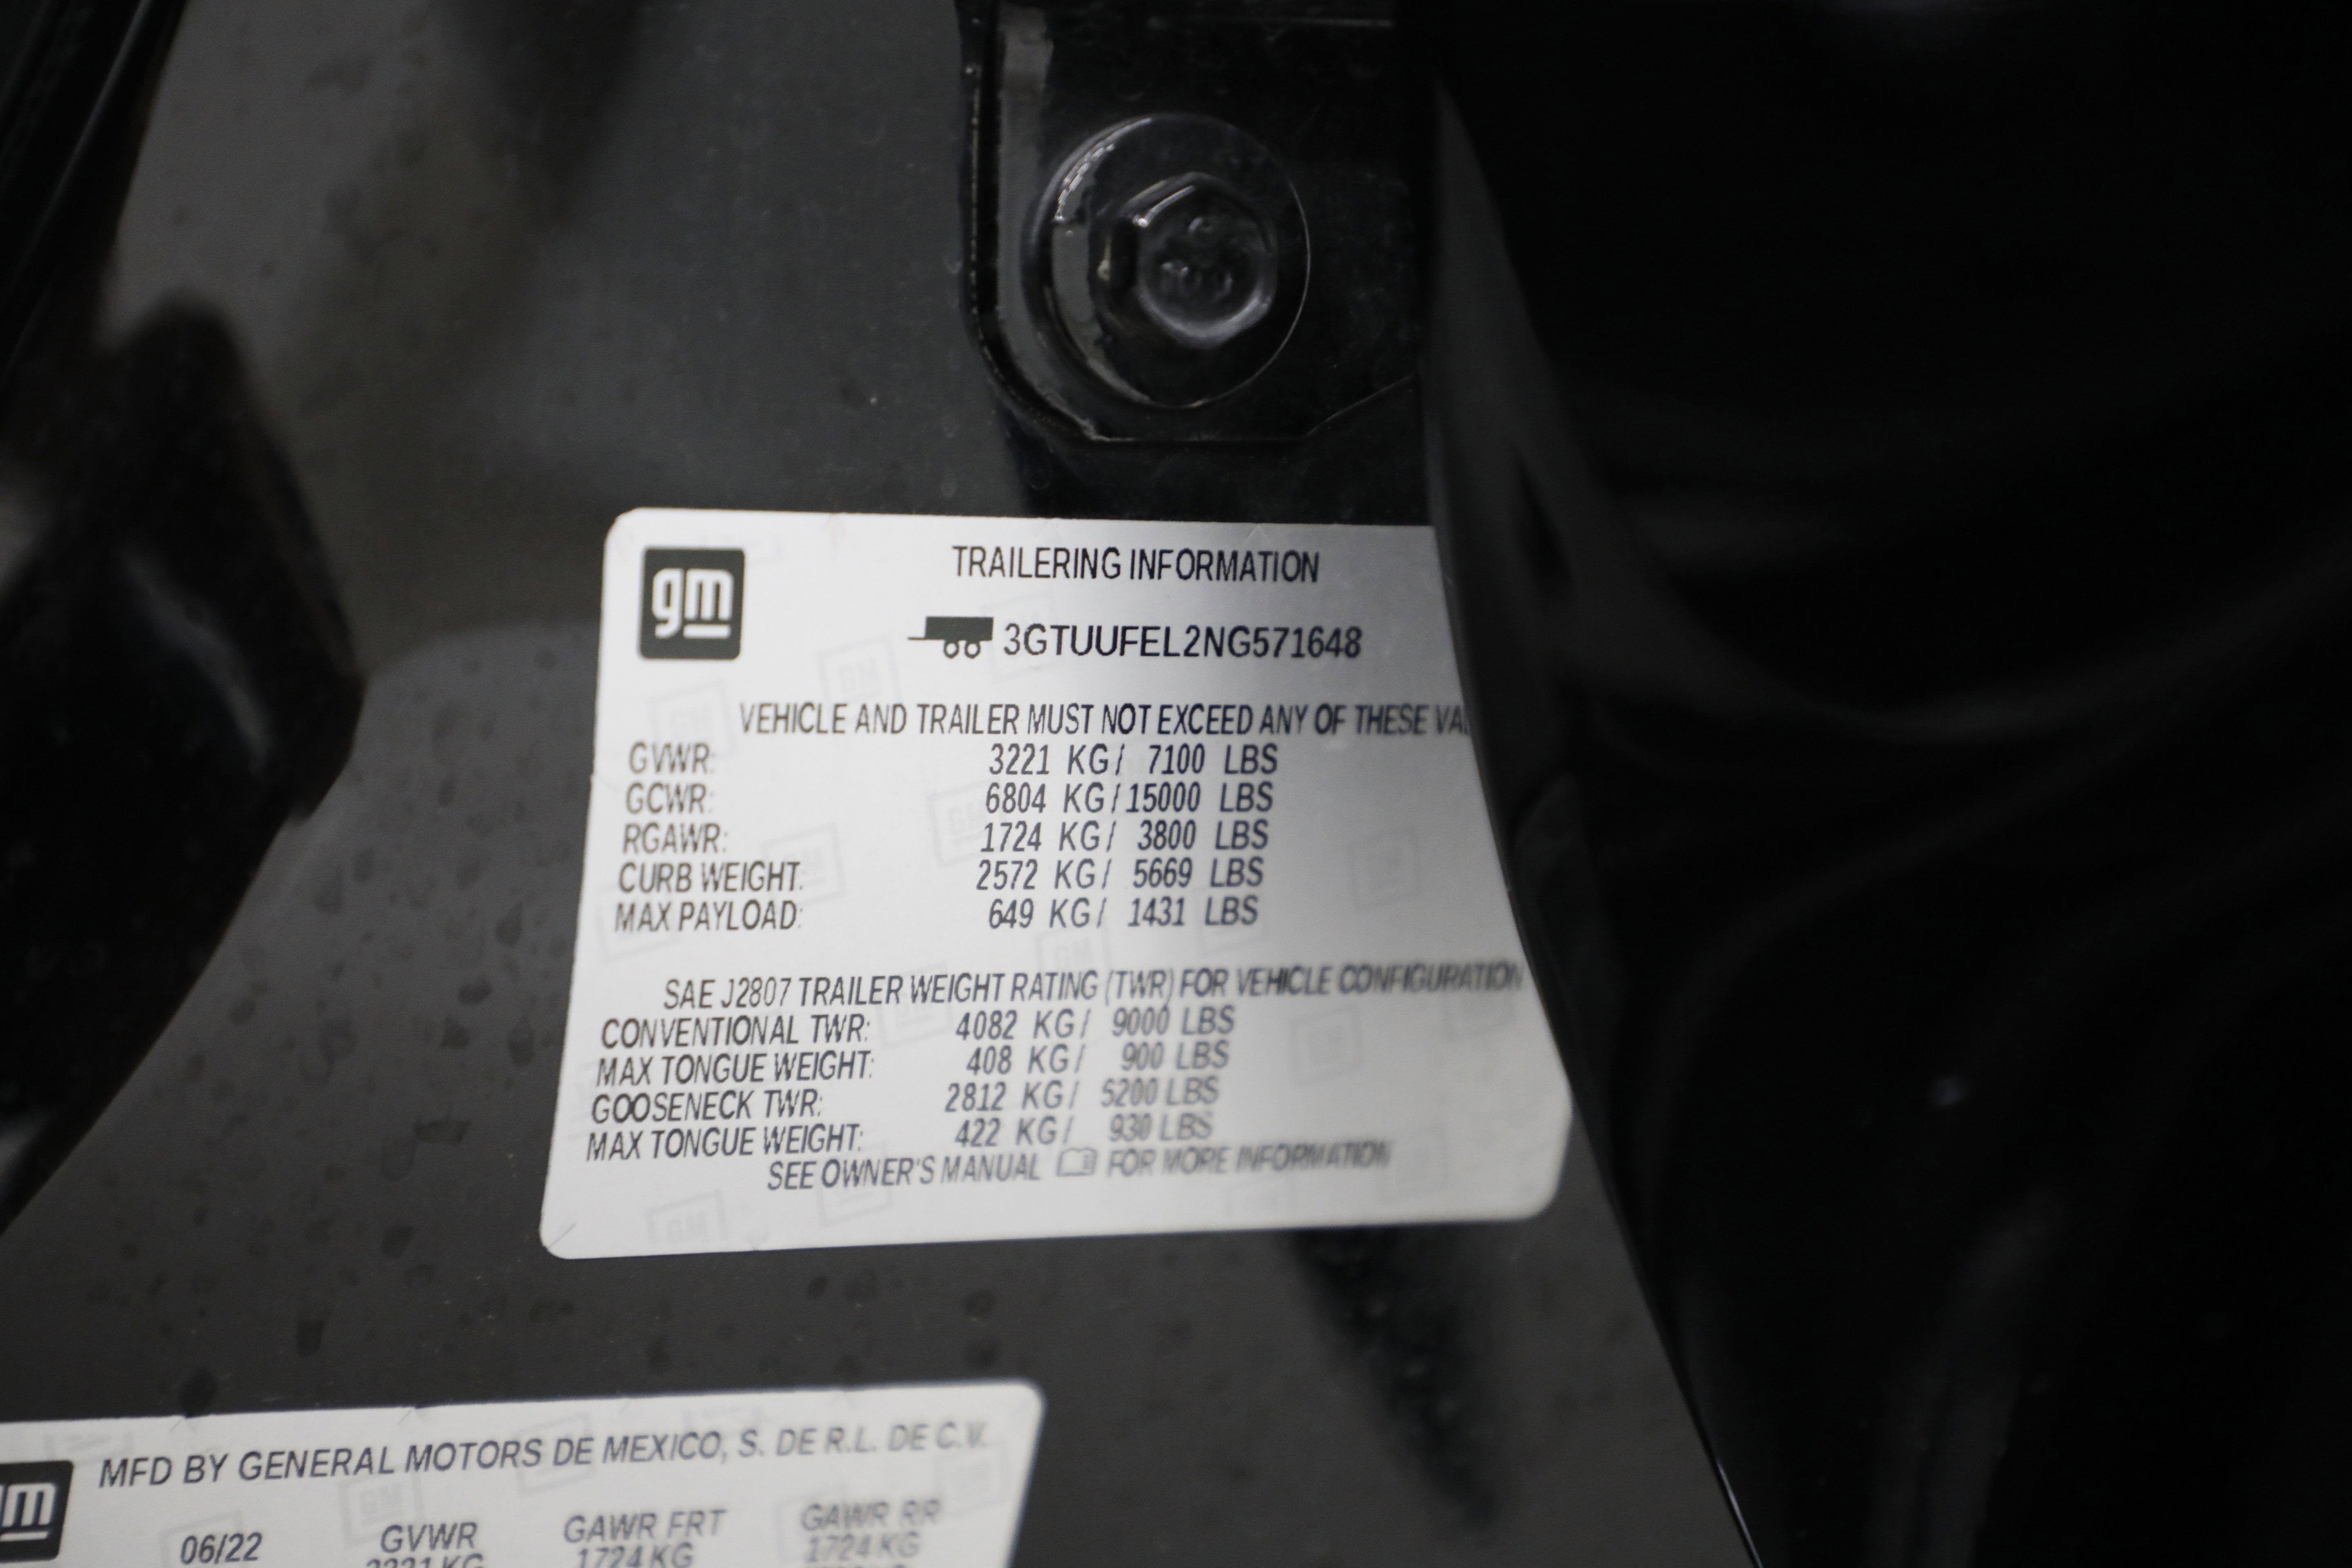 gm
TRAILERING INFORMATION
3GTUUFEL2NG571648
VEHICLE AND TRAILER MUST NOT EXCEED ANY OF THESE VA
GVWR: 3221 KG/ 7100 LBS
GCWR: 6804 KG/15000 LBS
RGAWR: 1724 KG/ 3800 LBS
CURB WEIGHT: 2572 KG/ 5669 LBS
MAX PAYLOAD: 649 KG/ 1431 LBS
SAE J2807 TRAILER WEIGHT RATING (TWR) FOR VEHICLE CONFIGURATION
CONVENTIONAL TWR: 4082 KG/ 9000 LBS
MAX TONGUE WEIGHT: 408 KG/ 900 LBS
GOOSENECK TWR: 2812 KG/ 6200 LBS
MAX TONGUE WEIGHT: 422 KG/ 930 LBS
SEE OWNER'S MANUAL FOR MORE INFORMATION
gm
MFD BY GENERAL MOTORS DE MEXICO, S. DE R.L. DE C.V.
06/22 GVWR GAWR FRT GAWR RR
3221 KG 1724 KG 1724 KG